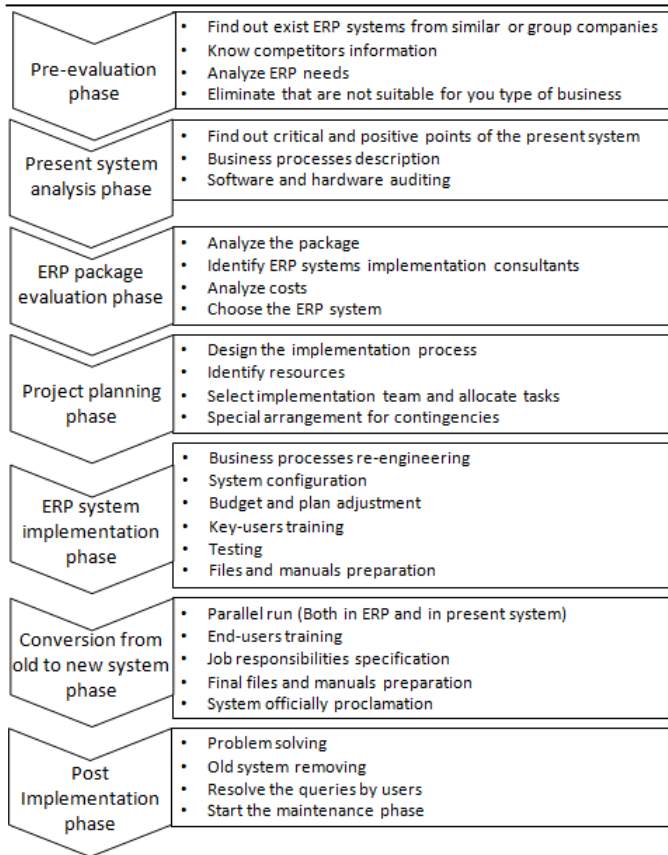 Pre-evaluation
phase
• Find out exist ERP systems from similar or group companies
• Know competitors information
• Analyze ERP needs
• Eliminate that are not suitable for you type of business
Present system
analysis phase
• Find out critical and positive points of the present system
• Business processes description
• Software and hardware auditing
ERP package
evaluation phase
• Analyze the package
• Identify ERP systems implementation consultants
• Analyze costs
• Choose the ERP system
Project planning
phase
• Design the implementation process
• Identify resources
• Select implementation team and allocate tasks
• Special arrangement for contingencies
ERP system
implementation
phase
• Business processes re-engineering
• System configuration
• Budget and plan adjustment
• Key-users training
• Testing
• Files and manuals preparation
Conversion from
old to new system
phase
• Parallel run (Both in ERP and in present system)
• End-users training
• Job responsibilities specification
• Final files and manuals preparation
• System officially proclamation
Post
Implementation
phase
• Problem solving
• Old system removing
• Resolve the queries by users
• Start the maintenance phase